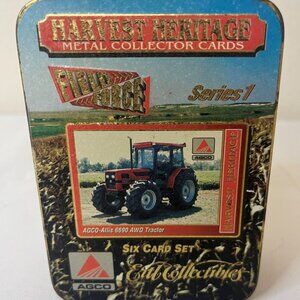 HARVEST HERITAGE
METAL COLLECTOR CARDS
FIELD FORCE
Series 1
AGCO
HARVEST HERITAGE
AGCO-Allis 6690 AWD Tractor
SIX CARD SET
AGCO
Ertl Collectibles